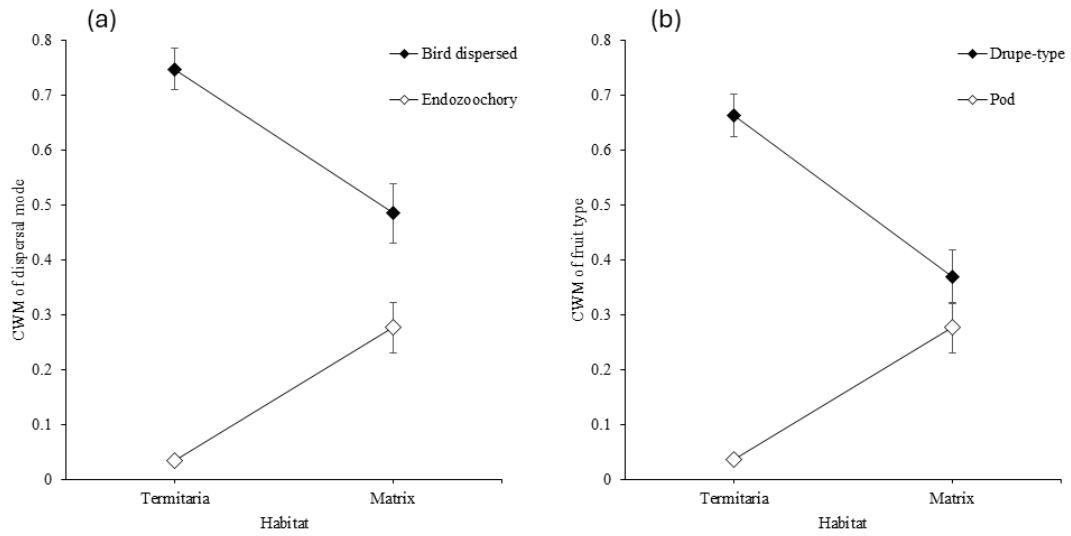 (a)
CWM of dispersal mode
0.8
0.7
0.6
0.5
0.4
0.3
0.2
0.1
0
Bird dispersed
Endozoochory
Termitaria
Matrix
Habitat
(b)
CWM of fruit type
0.8
0.7
0.6
0.5
0.4
0.3
0.2
0.1
0
Drupe-type
Pod
Termitaria
Matrix
Habitat